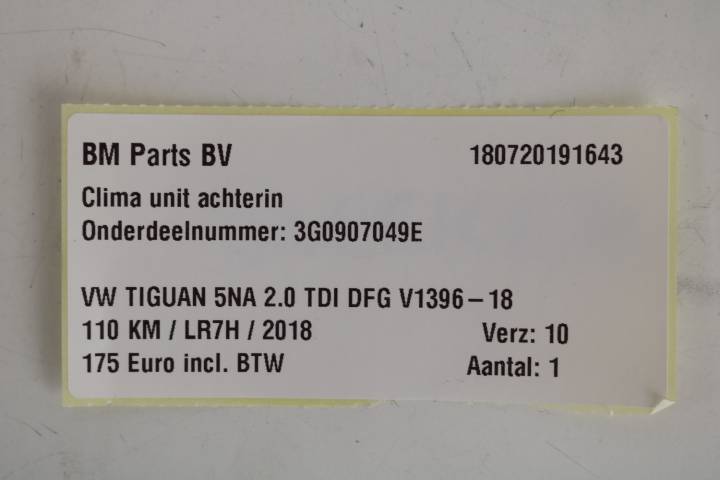 BM Parts BV 180720191643
Clima unit achterin
Onderdeelnummer: 3G0907049E
VW TIGUAN 5NA 2.0 TDI DFG V1396-18
110 KM / LR7H / 2018 Verz: 10
175 Euro incl. BTW Aantal: 1